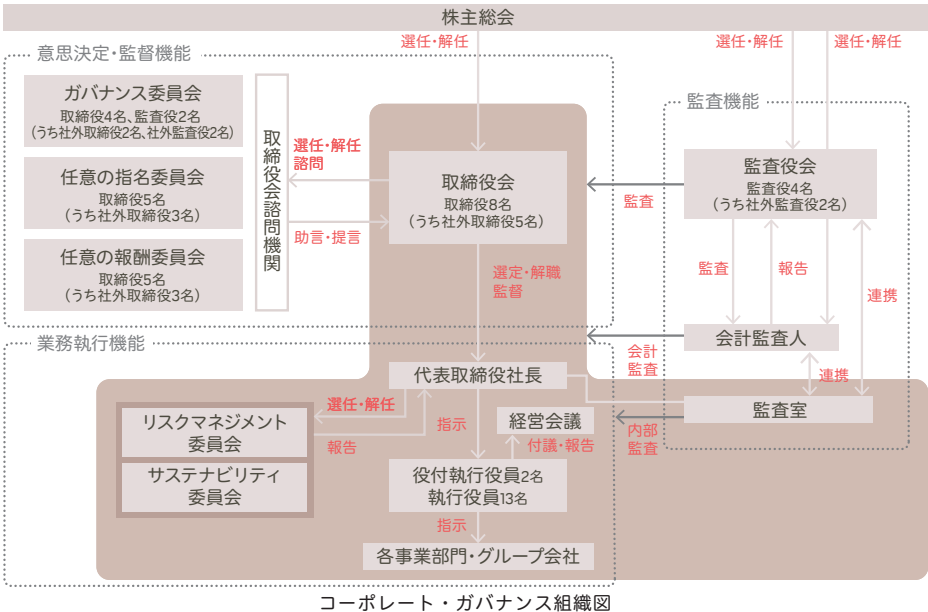 株主総会
選任・解任
選任・解任
選任・解任
意思決定・監督機能
ガバナンス委員会
取締役4名、監査役2名
(うち社外取締役2名、社外監査役2名)
任意の指名委員会
取締役5名
(うち社外取締役3名)
任意の報酬委員会
取締役5名
(うち社外取締役3名)
取締役会諮問機関
選任・解任
諮問
助言・提言
取締役会
取締役8名
(うち社外取締役5名)
選定・解職
監督
監査機能
監査役会
監査役4名
(うち社外監査役2名)
監査
監査
報告
連携
会計監査人
会計
監査
連携
監査室
内部
監査
業務執行機能
代表取締役社長
選任・解任
報告
リスクマネジメント
委員会
サステナビリティ
委員会
指示
経営会議
付議・報告
役付執行役員2名
執行役員13名
指示
各事業部門・グループ会社
コーポレート・ガバナンス組織図